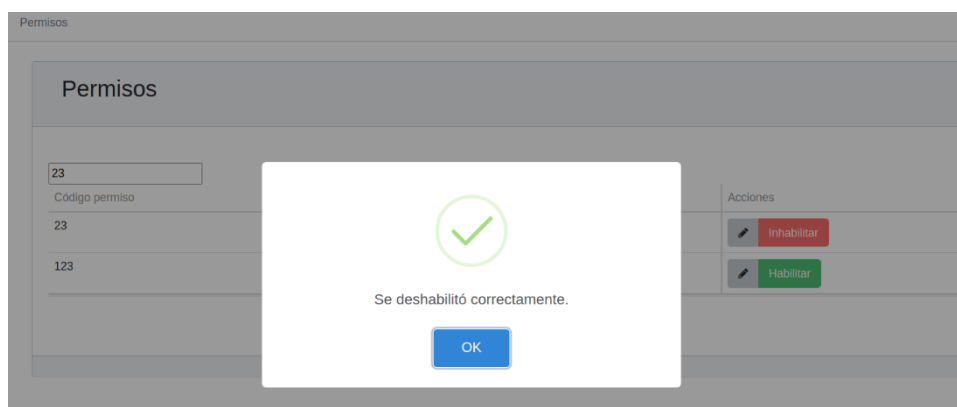 Permisos
Permisos
23
Código permiso
Acciones
23
Inhabilitar
123
Habilitar
Se deshabilitó correctamente.
OK